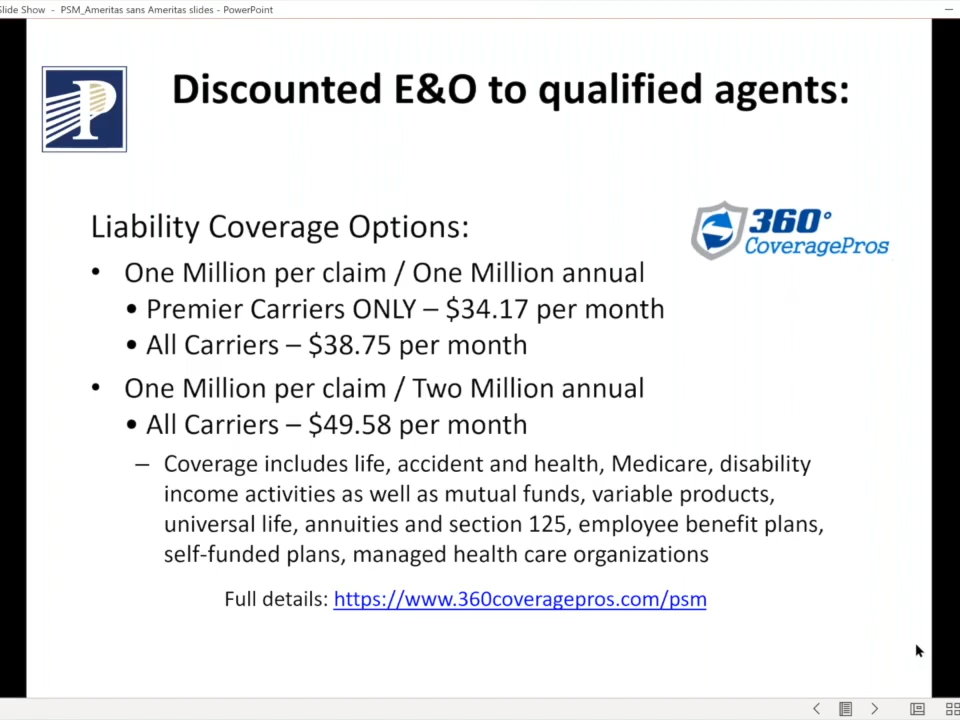 Slide Show - PSM_Ameritas sans Ameritas slides - PowerPoint
P
Discounted E&O to qualified agents:
360°
CoveragePros
Liability Coverage Options:
• One Million per claim / One Million annual
• Premier Carriers ONLY – $34.17 per month
• All Carriers – $38.75 per month
• One Million per claim / Two Million annual
• All Carriers – $49.58 per month
– Coverage includes life, accident and health, Medicare, disability
income activities as well as mutual funds, variable products,
universal life, annuities and section 125, employee benefit plans,
self-funded plans, managed health care organizations
Full details: https://www.360coveragepros.com/psm